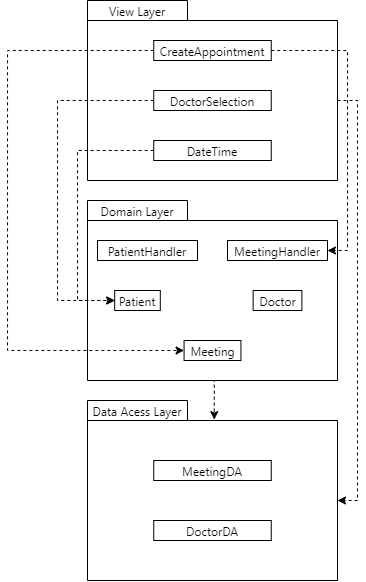 View Layer
CreateAppointment
DoctorSelection
DateTime
Domain Layer
PatientHandler
MeetingHandler
Patient
Doctor
Meeting
Data Acess Layer
MeetingDA
DoctorDA